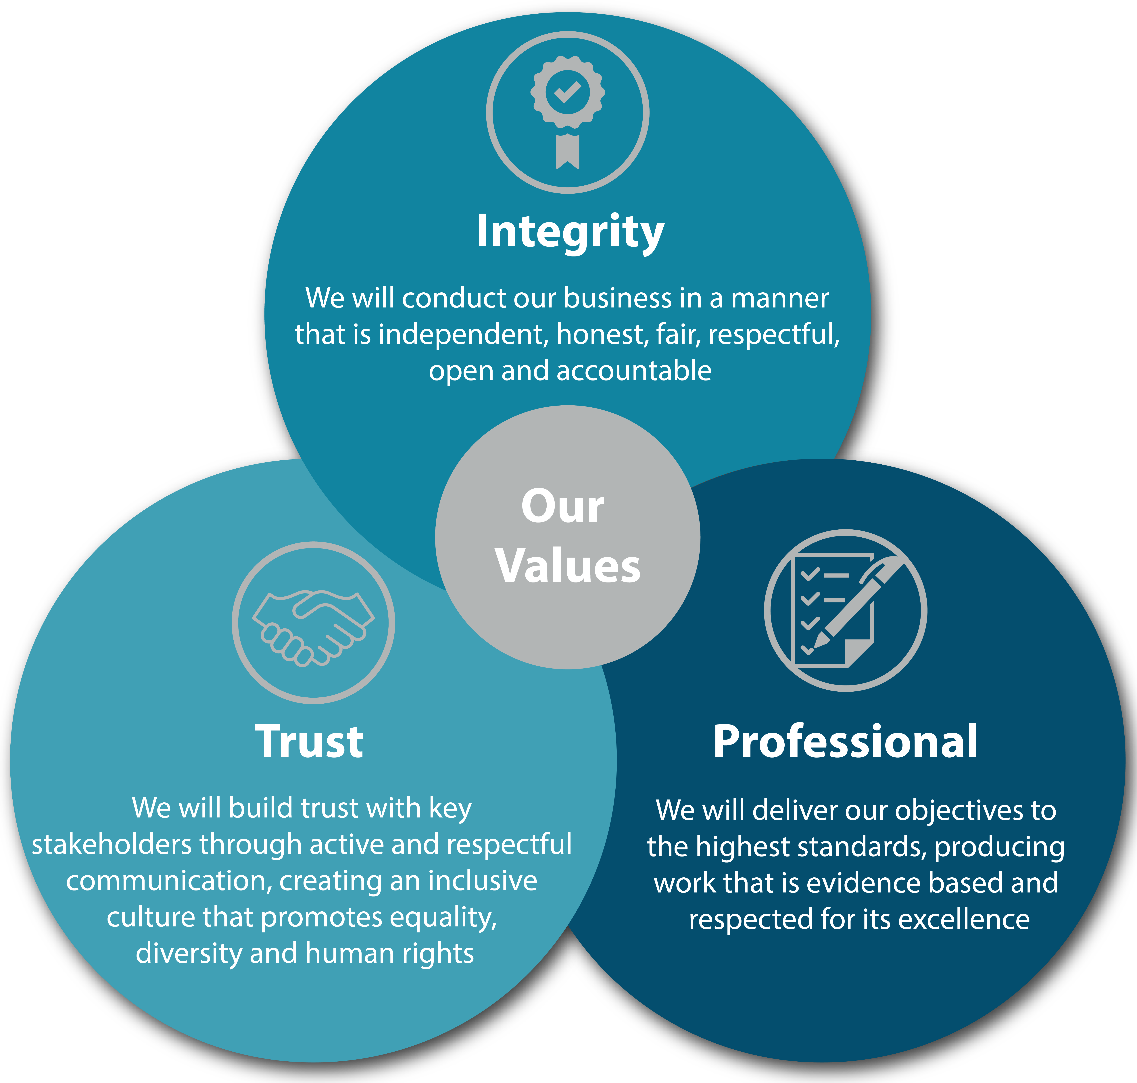 Integrity
We will conduct our business in a manner
that is independent, honest, fair, respectful,
open and accountable
Our
Values
Trust
We will build trust with key
stakeholders through active and respectful
communication, creating an inclusive
culture that promotes equality,
diversity and human rights
Professional
We will deliver our objectives to
the highest standards, producing
work that is evidence based and
respected for its excellence